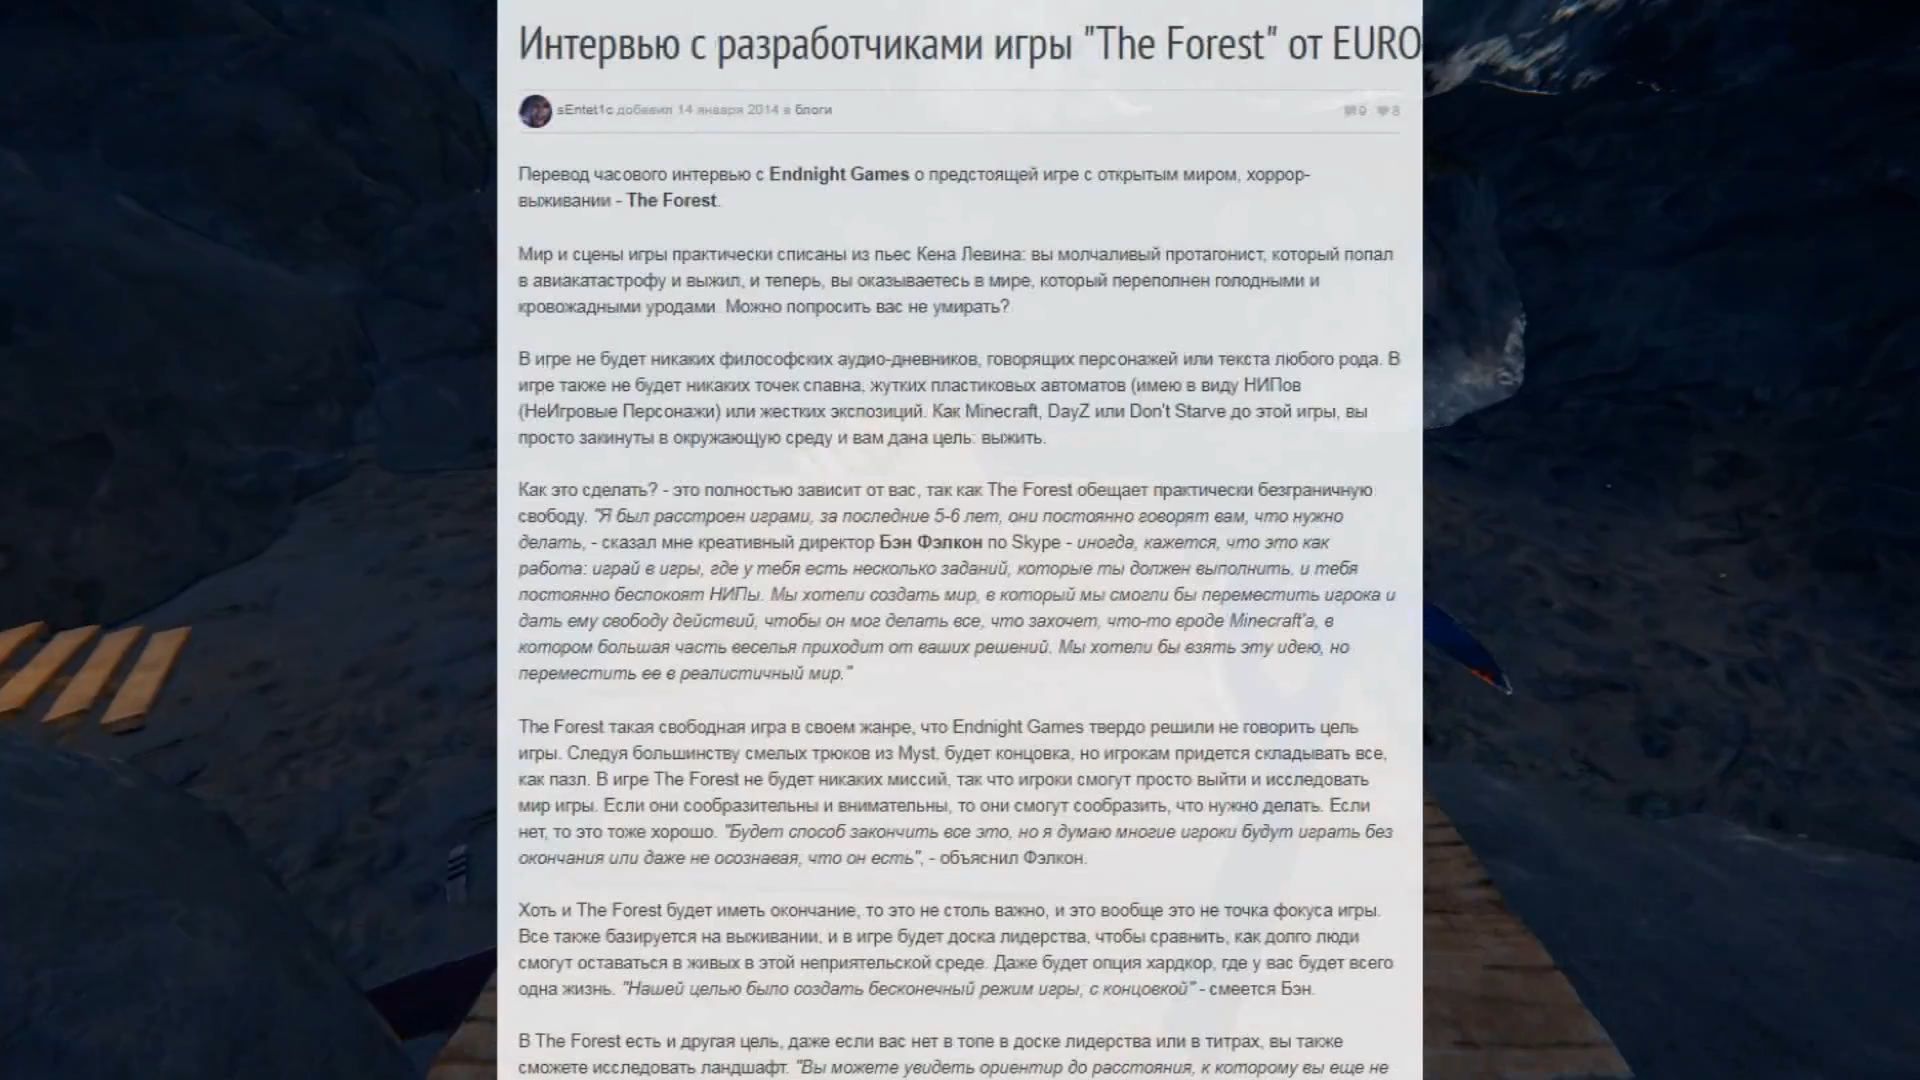 Интервью с разработчиками игры "The Forest" от EURO
sEntet1c добавил 14 января 2014 в блоги
9 8
Перевод часового интервью с Endnight Games о предстоящей игре с открытым миром, хоррор-
выживании - The Forest.
Мир и сцены игры практически списаны из пьес Кена Левина: вы молчаливый протагонист, который попал
в авиакатастрофу и выжил, и теперь, вы оказываетесь в мире, который переполнен голодными и
кровожадными уродами. Можно попросить вас не умирать?
В игре не будет никаких философских аудио-дневников, говорящих персонажей или текста любого рода. В
игре также не будет никаких точек спавна, жутких пластиковых автоматов (имею в виду НИПов
(НеИгровые Персонажи) или жестких экспозиций. Как Minecraft, DayZ или Don't Starve до этой игры, вы
просто закинуты в окружающую среду и вам дана цель: выжить.
Как это сделать? - это полностью зависит от вас, так как The Forest обещает практически безграничную
свободу. "Я был расстроен играми, за последние 5-6 лет, они постоянно говорят вам, что нужно
делать, - сказал мне креативный директор Бэн Фэлкон по Skype - иногда, кажется, что это как
работа: играй в игры, где у тебя есть несколько заданий, которые ты должен выполнить, и тебя
постоянно беспокоят НИПы. Мы хотели создать мир, в который мы смогли бы переместить игрока и
дать ему свободу действий, чтобы он мог делать все, что захочет, что-то вроде Minecraft'а, в
котором большая часть веселья приходит от ваших решений. Мы хотели бы взять эту идею, но
переместить ее в реалистичный мир."
The Forest такая свободная игра в своем жанре, что Endnight Games твердо решили не говорить цель
игры. Следуя большинству смелых трюков из Myst, будет концовка, но игрокам придется складывать все,
как пазл. В игре The Forest не будет никаких миссий, так что игроки смогут просто выйти и исследовать
мир игры. Если они сообразительны и внимательны, то они смогут сообразить, что нужно делать. Если
нет, то это тоже хорошо. "Будет способ закончить все это, но я думаю многие игроки будут играть без
окончания или даже не осознавая, что он есть", - объяснил Фэлкон.
Хоть и The Forest будет иметь окончание, то это не столь важно, и это вообще это не точка фокуса игры.
Все также базируется на выживании, и в игре будет доска лидерства, чтобы сравнить, как долго люди
смогут оставаться в живых в этой неприятельской среде. Даже будет опция хардкор, где у вас будет всего
одна жизнь. "Нашей целью было создать бесконечный режим игры, с концовкой" - смеется Бэн.
В The Forest есть и другая цель, даже если вас нет в топе в доске лидерства или в титрах, вы также
сможете исследовать ландшафт. "Вы можете увидеть ориентир до расстояния, к которому вы еще не